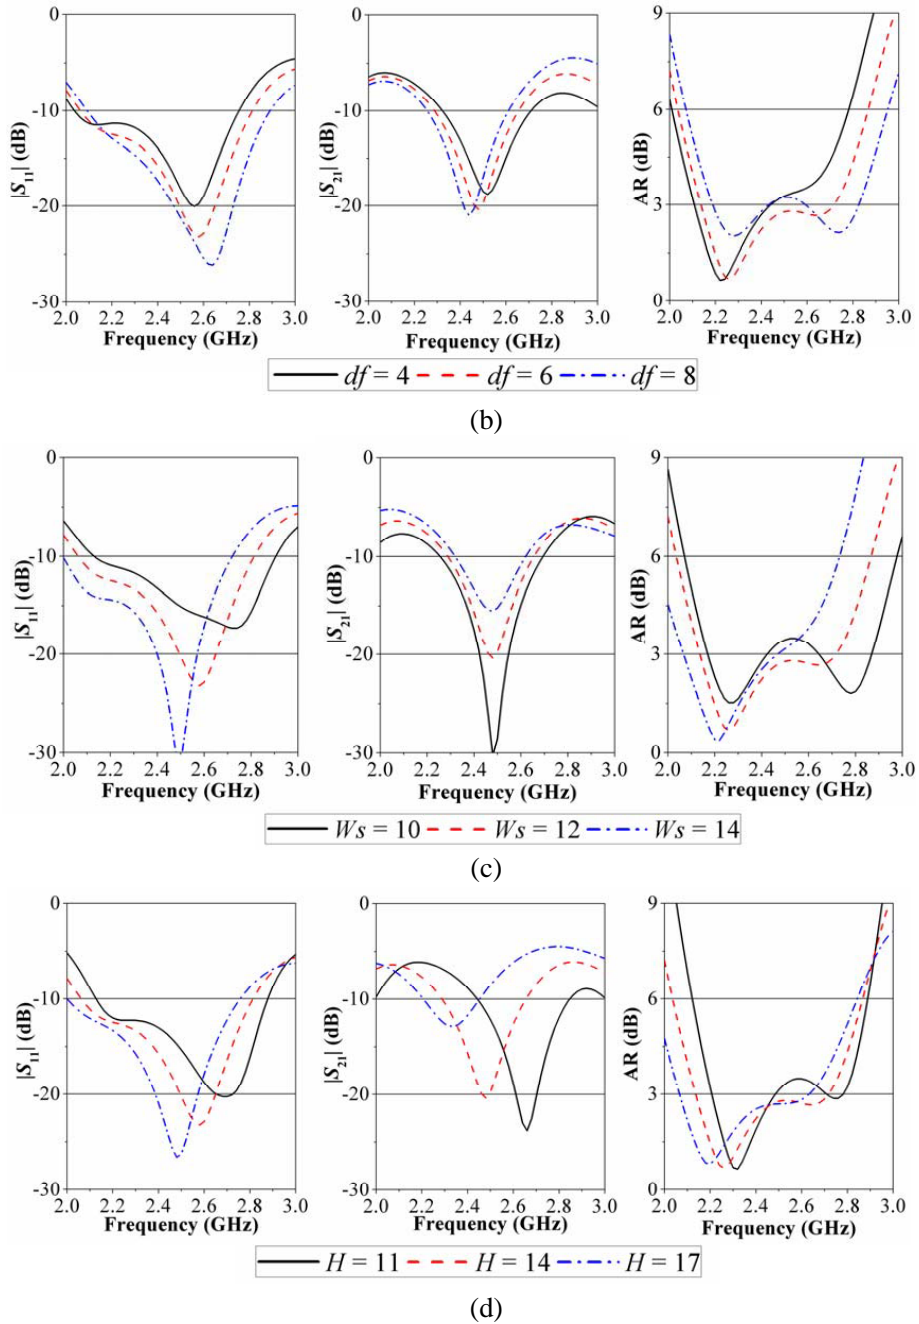 0 -10 -20 -30
|S11| (dB)
2.0 2.2 2.4 2.6 2.8 3.0
Frequency (GHz)
0 -10 -20 -30
|S21| (dB)
2.0 2.2 2.4 2.6 2.8 3.0
Frequency (GHz)
9 6 3 0
AR (dB)
2.0 2.2 2.4 2.6 2.8 3.0
Frequency (GHz)
df = 4 df = 6 df = 8
(b)
0 -10 -20 -30
|S11| (dB)
2.0 2.2 2.4 2.6 2.8 3.0
Frequency (GHz)
0 -10 -20 -30
|S21| (dB)
2.0 2.2 2.4 2.6 2.8 3.0
Frequency (GHz)
9 6 3 0
AR (dB)
2.0 2.2 2.4 2.6 2.8 3.0
Frequency (GHz)
Ws = 10 Ws = 12 Ws = 14
(c)
0 -10 -20 -30
|S11| (dB)
2.0 2.2 2.4 2.6 2.8 3.0
Frequency (GHz)
0 -10 -20 -30
|S21| (dB)
2.0 2.2 2.4 2.6 2.8 3.0
Frequency (GHz)
9 6 3 0
AR (dB)
2.0 2.2 2.4 2.6 2.8 3.0
Frequency (GHz)
H = 11 H = 14 H = 17
(d)